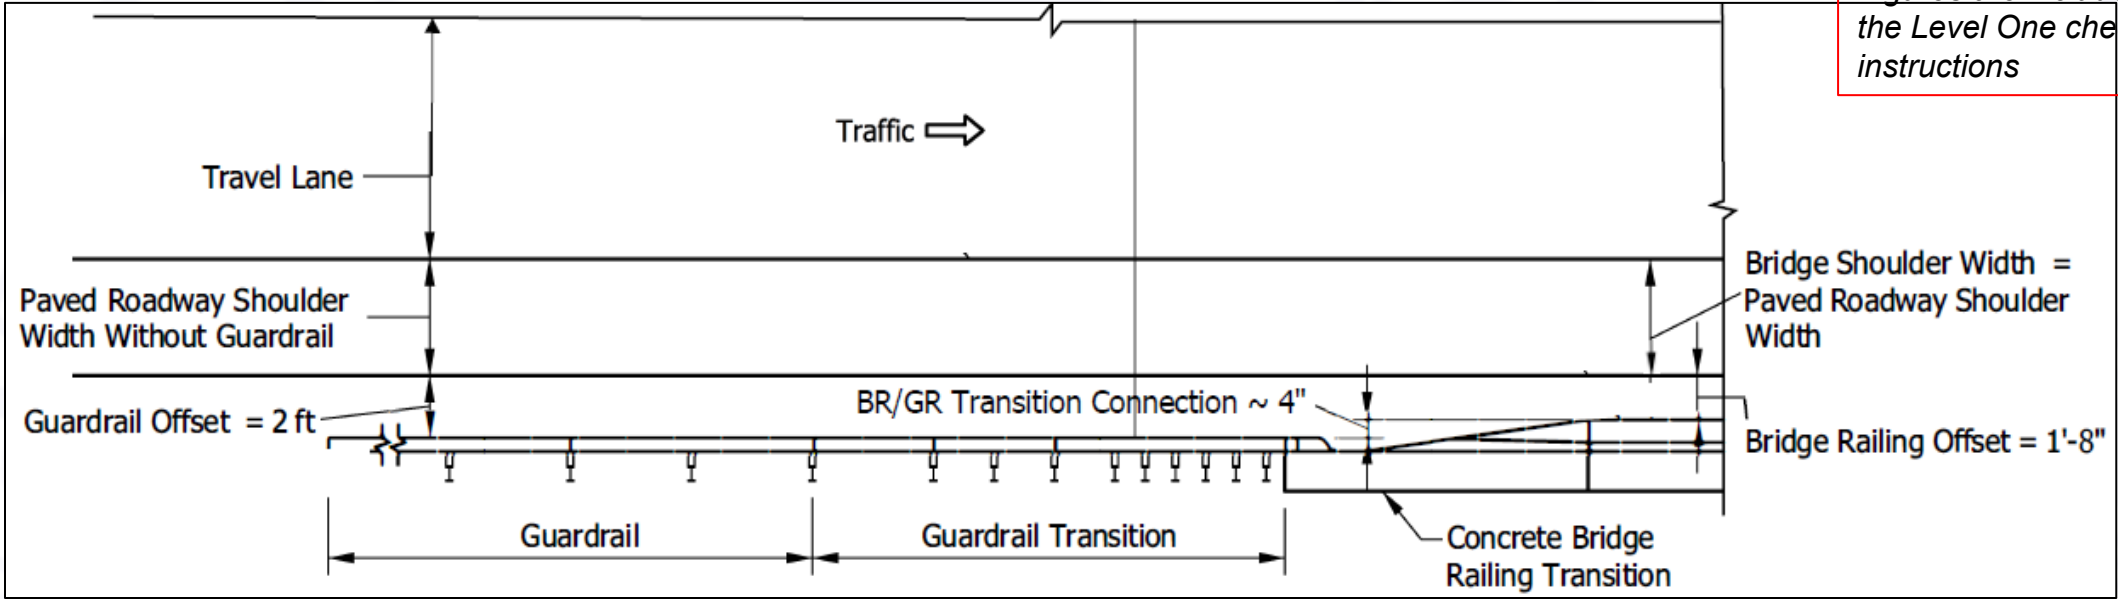 the Level One che
instructions
Traffic
Travel Lane
Bridge Shoulder Width =
Paved Roadway Shoulder
Width
Paved Roadway Shoulder
Width Without Guardrail
BR/GR Transition Connection ~ 4"
Guardrail Offset = 2 ft
Bridge Railing Offset = 1'-8"
Guardrail
Guardrail Transition
Concrete Bridge
Railing Transition